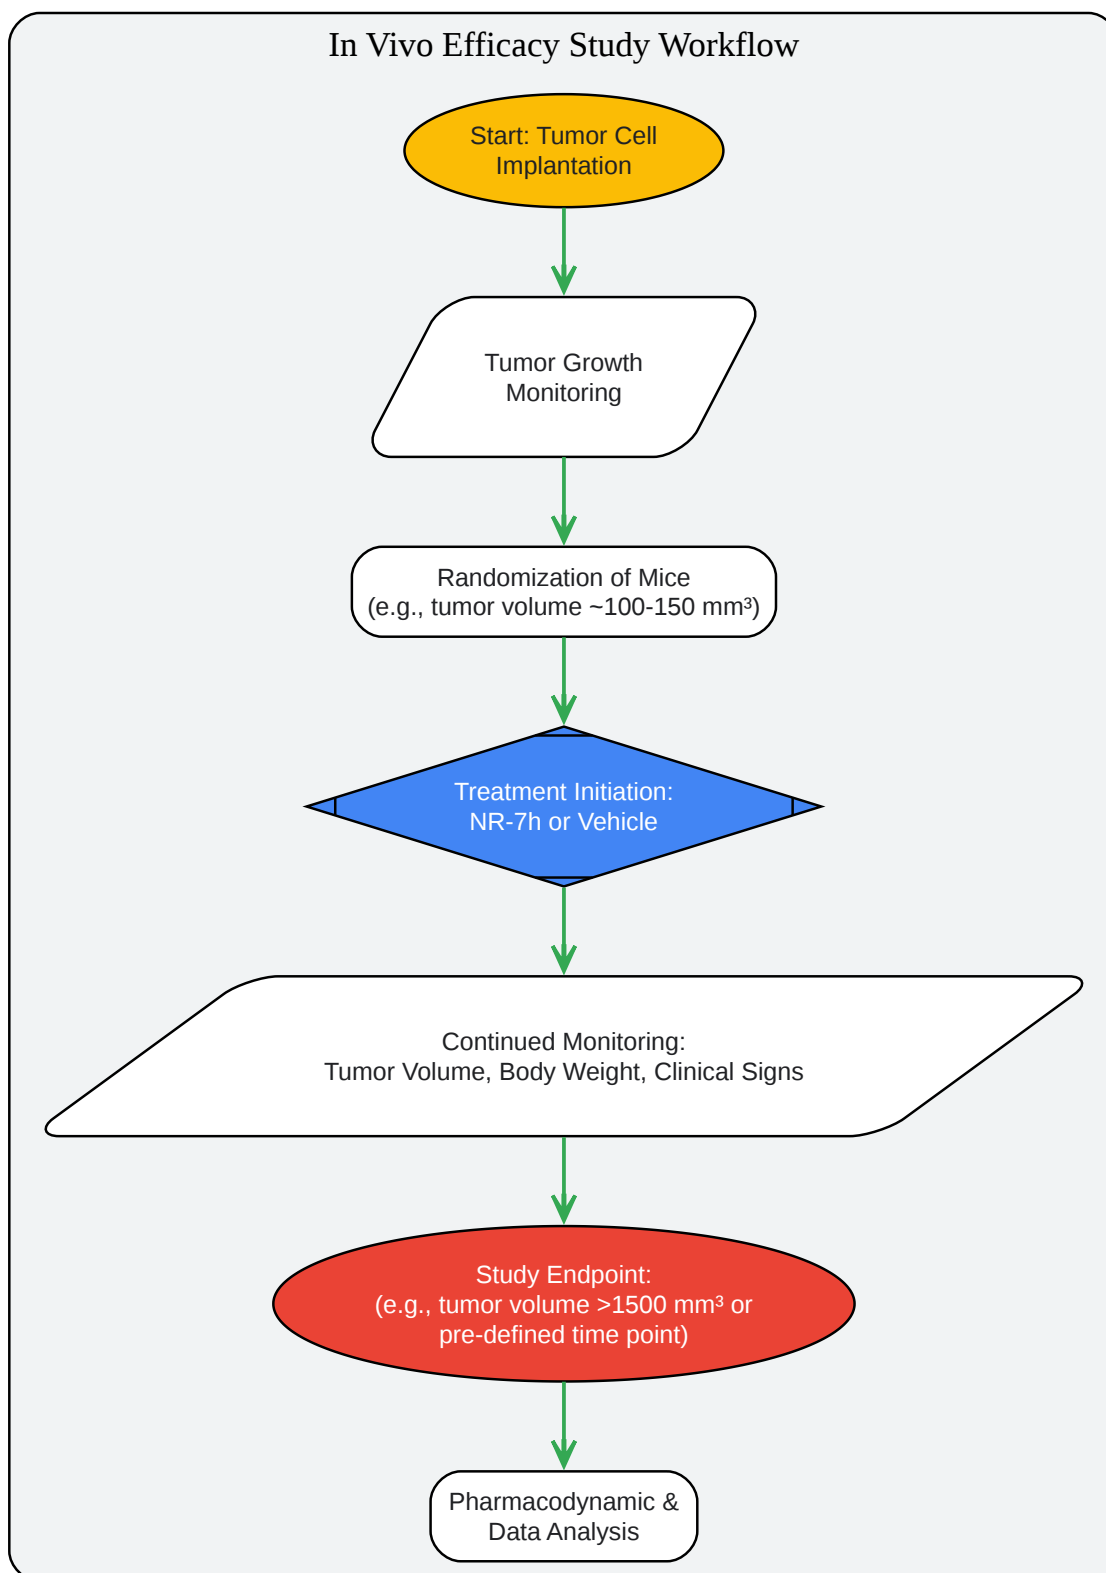 In Vivo Efficacy Study Workflow
Start: Tumor Cell
Implantation
Tumor Growth
Monitoring
Randomization of Mice
(e.g., tumor volume ~100-150 mm³)
Treatment Initiation:
NR-7h or Vehicle
Continued Monitoring:
Tumor Volume, Body Weight, Clinical Signs
Study Endpoint:
(e.g., tumor volume >1500 mm³ or
pre-defined time point)
Pharmacodynamic &
Data Analysis